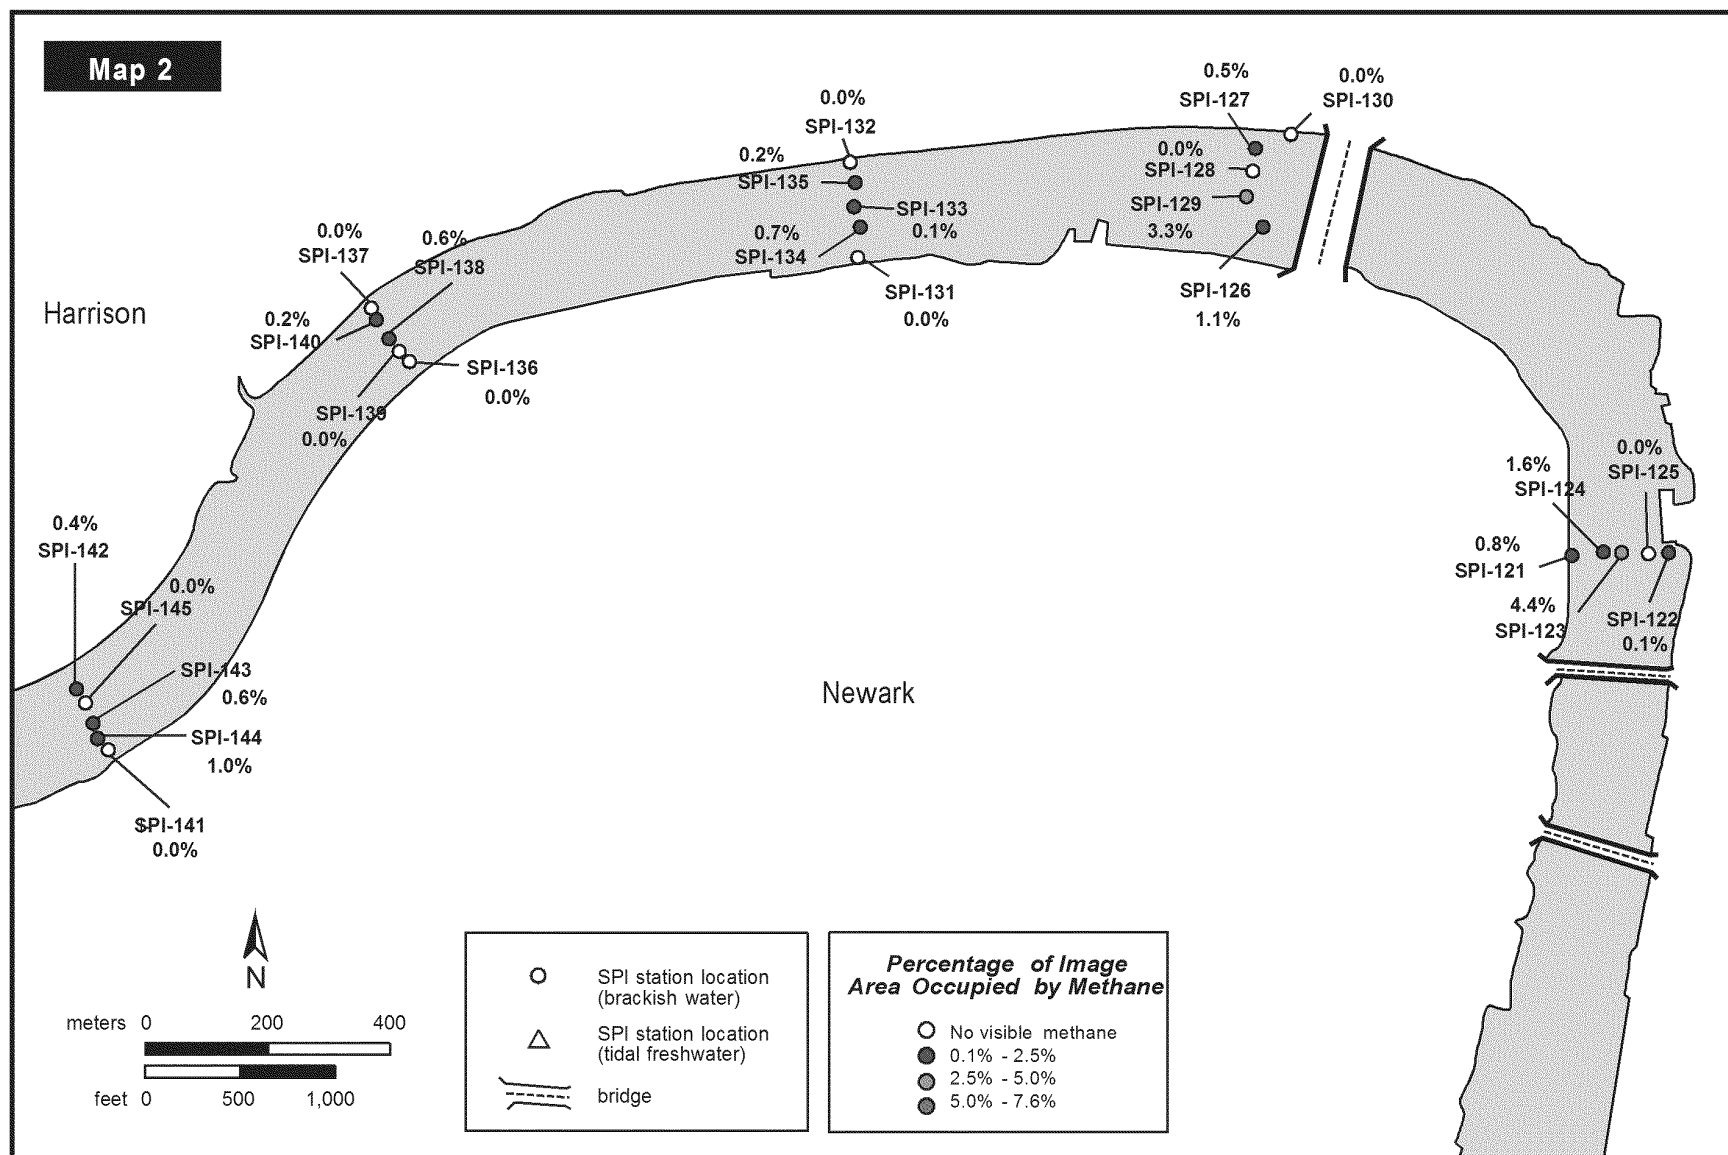 Map 2
0.5%
SPI-127
0.0%
SPI-130
0.0%
SPI-132
0.2%
SPI-135
0.0%
SPI-128
SPI-129
3.3%
SPI-133
0.1%
0.7%
SPI-134
SPI-131
0.0%
SPI-126
1.1%
0.0%
SPI-137
0.6%
SPI-138
Harrison
0.2%
SPI-140
SPI-136
0.0%
SPI-139
0.0%
0.0%
SPI-125
1.6%
SPI-124
0.8%
SPI-121
4.4%
SPI-123
SPI-122
0.1%
0.4%
SPI-142
0.0%
SPI-145
SPI-143
0.6%
SPI-144
1.0%
$PI-141
0.0%
Newark
N
meters 0 200 400
feet 0 500 1,000
SPI station location
(brackish water)
SPI station location
(tidal freshwater)
bridge
Percentage of Image
Area Occupied by Methane
No visible methane
0.1% - 2.5%
2.5% - 5.0%
5.0% - 7.6%